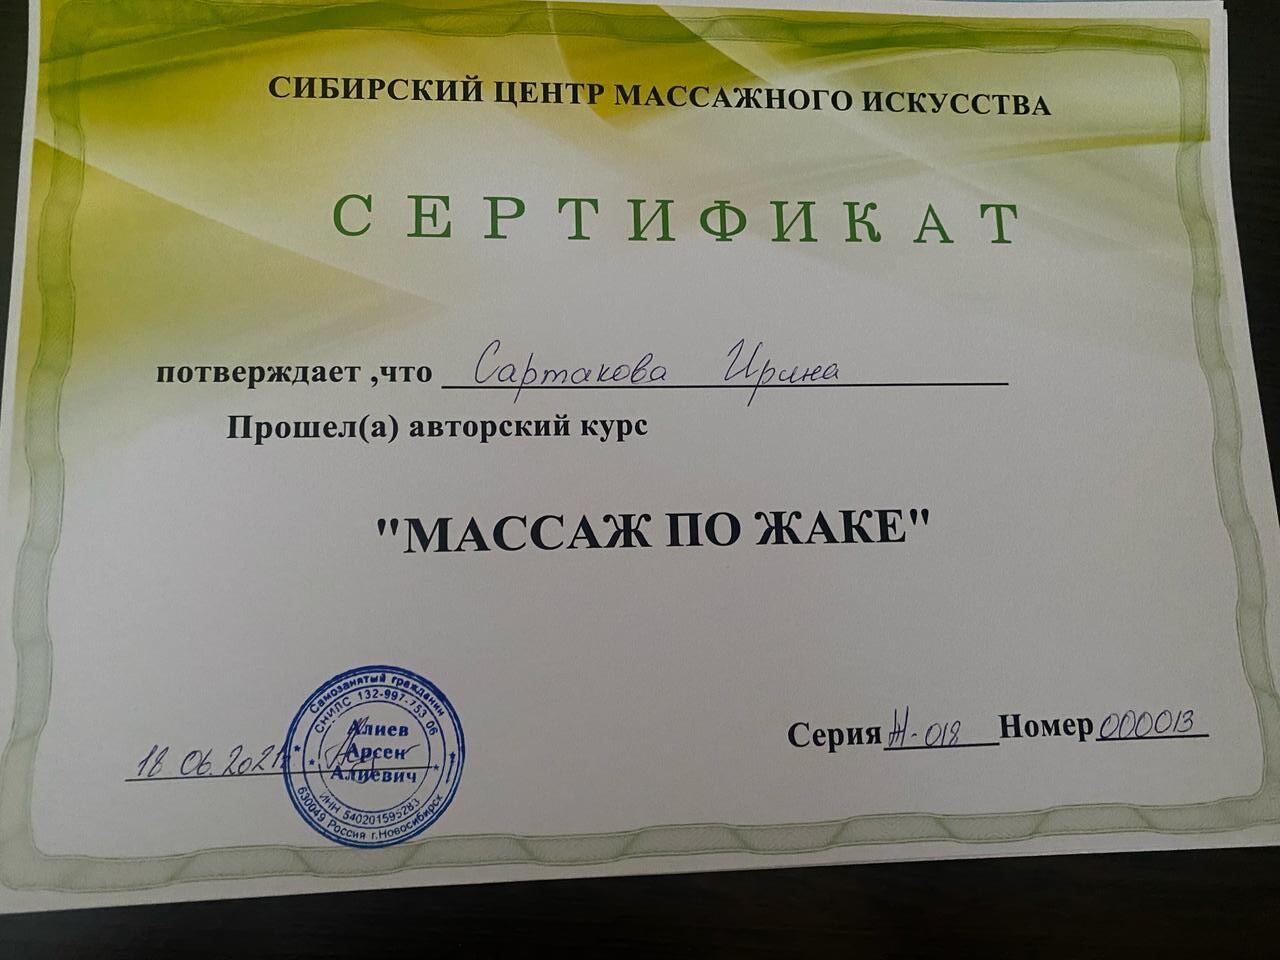 СИБИРСКИЙ ЦЕНТР МАССАЖНОГО ИСКУССТВА
СЕРТИФИКАТ
потверждает ,что Сартакова Ирина
Прошел(а) авторский курс
"МАССАЖ ПО ЖАКЕ"
Серия Ж-018 Номер 000013
18.06.2021г.
Самозанятый гражданин
СНИЛС 132-997-753 06
Алиев
Арсен
Алиевич
ИНН 540201595283
630049 Россия г.Новосибирск